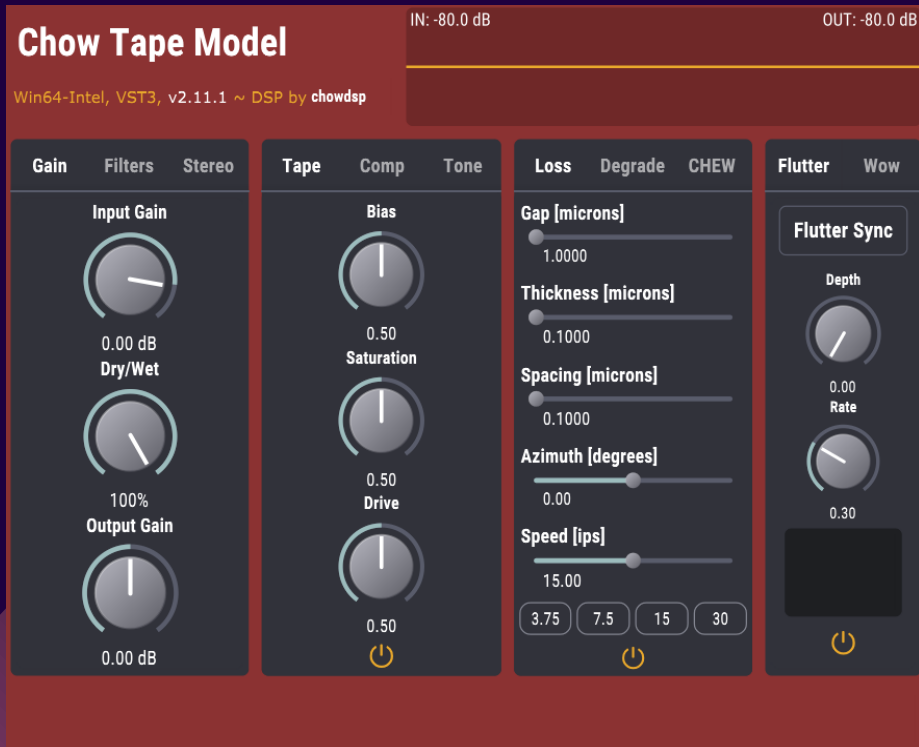 Chow Tape Model
Win64-Intel, VST3, v2.11.1 ~ DSP by chowdsp
IN: -80.0 dB
OUT: -80.0 dB
Gain Filters Stereo
Input Gain
0.00 dB
Dry/Wet
100%
Output Gain
0.00 dB
Tape Comp Tone
Bias
0.50
Saturation
0.50
Drive
0.50
Loss Degrade CHEW
Gap [microns]
1.0000
Thickness [microns]
0.1000
Spacing [microns]
0.1000
Azimuth [degrees]
0.00
Speed [ips]
15.00
3.75 7.5 15 30
Flutter Wow
Flutter Sync
Depth
0.00
Rate
0.30